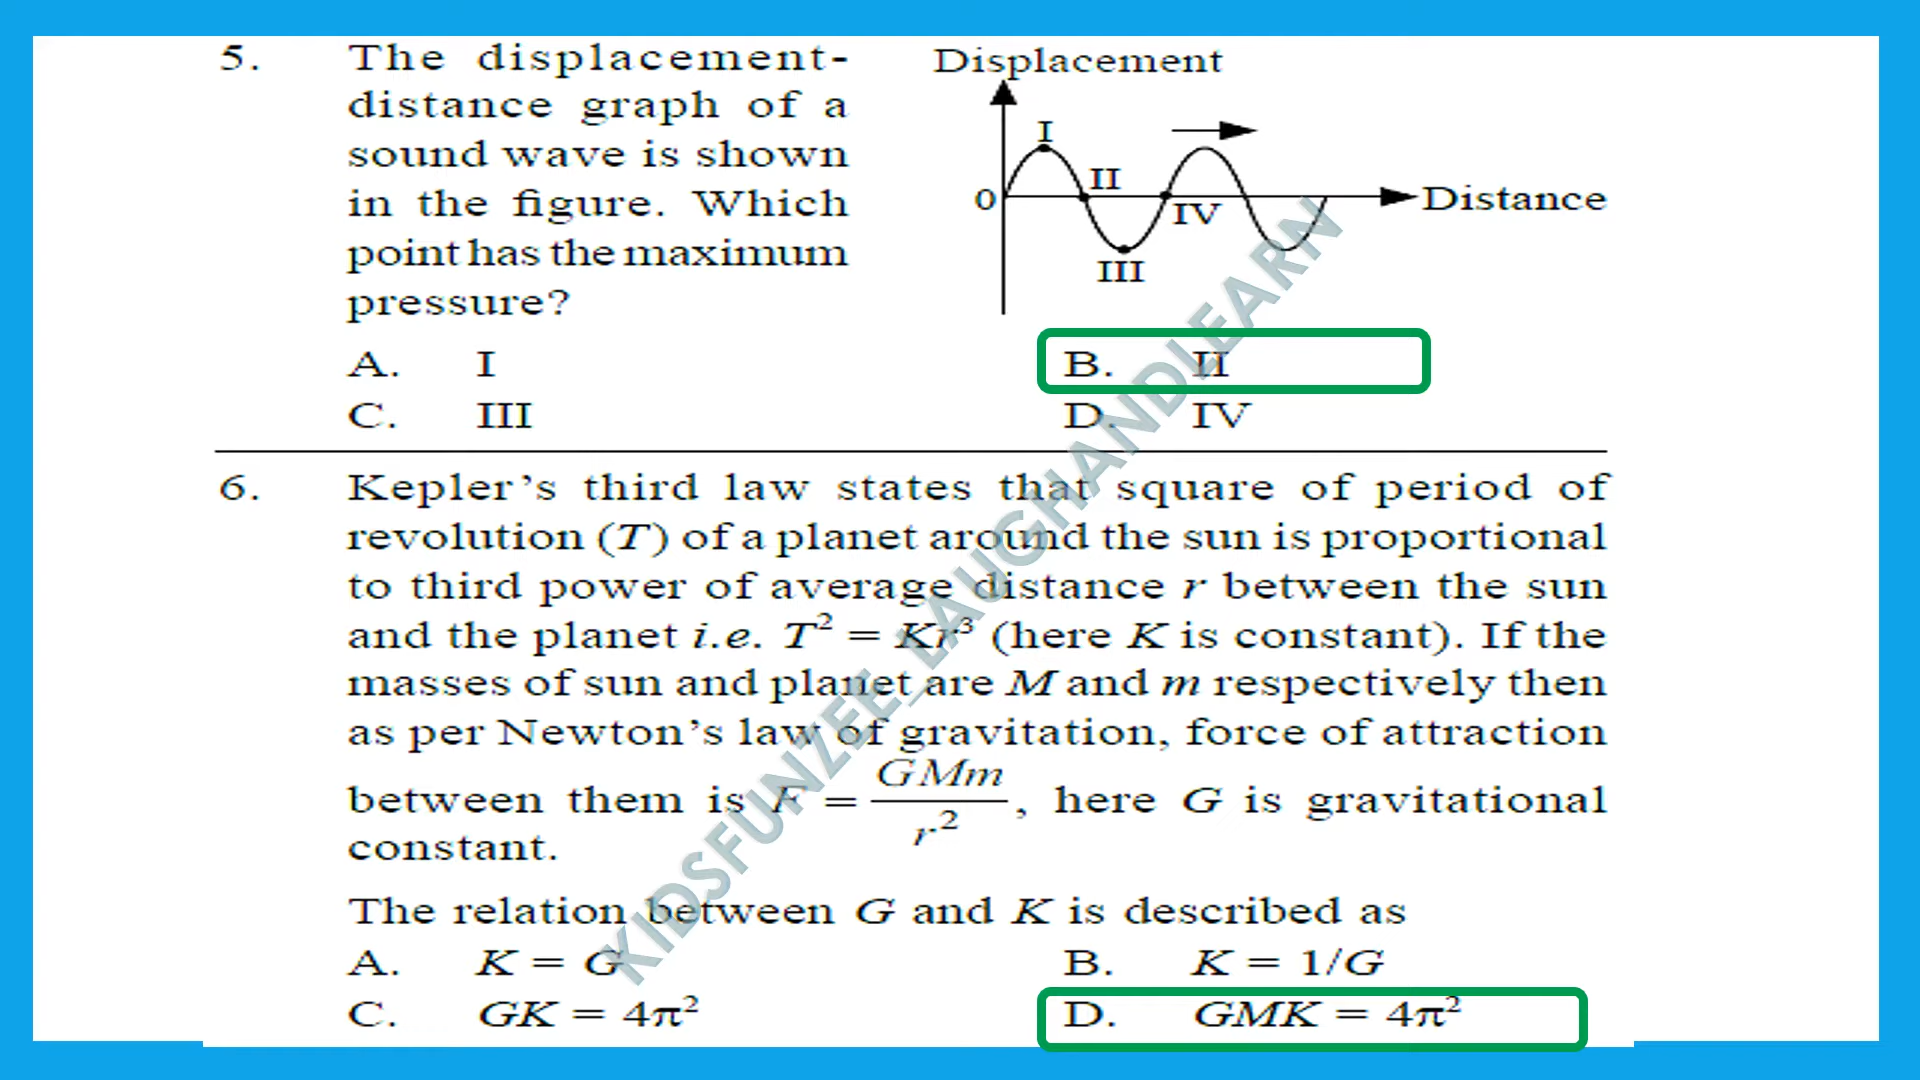 5. The displacement-
distance graph of a
sound wave is shown
in the figure. Which
point has the maximum
pressure?
Displacement
I
II
0
IV
Distance
III
A. I
B. II
C. III
D. IV
6. Kepler's third law states that square of period of
revolution (T) of a planet around the sun is proportional
to third power of average distance r between the sun
and the planet i.e. T² = Kr³ (here K is constant). If the
masses of sun and planet are M and m respectively then
as per Newton's law of gravitation, force of attraction
between them is F = GMm/r², here G is gravitational
constant.
The relation between G and K is described as
A. K = G
B. K = 1/G
C. GK = 4π²
D. GMK = 4π²
KIDSFUNZEE_LAUGHANDLEARN